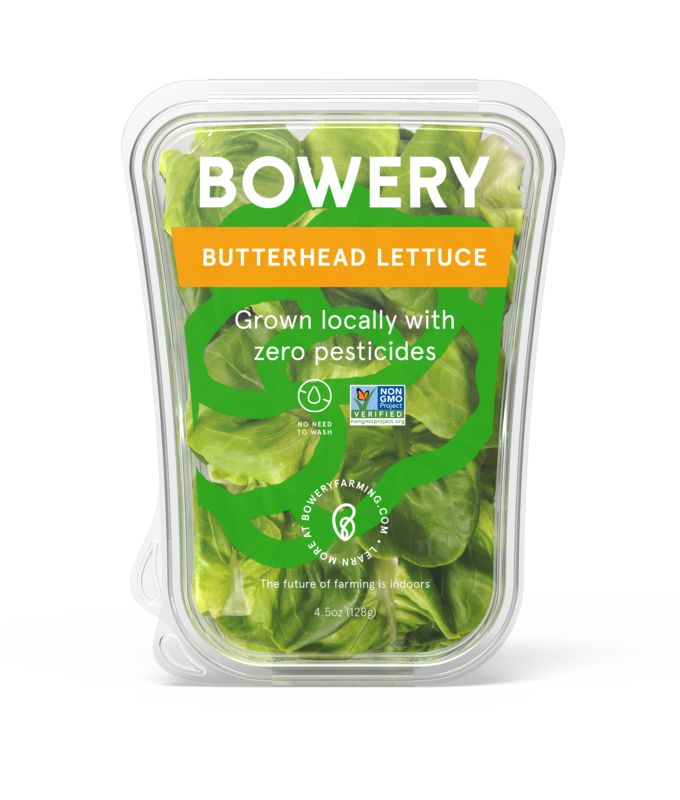 BOWERY
BUTTERHEAD LETTUCE
Grown locally with
zero pesticides
NO NEED
TO WASH
NON
GMO
Project
VERIFIED
nongmoproject.org
LEARN MORE AT BOWERYFARMING.COM •
The future of farming is indoors
4.5oz (128g)